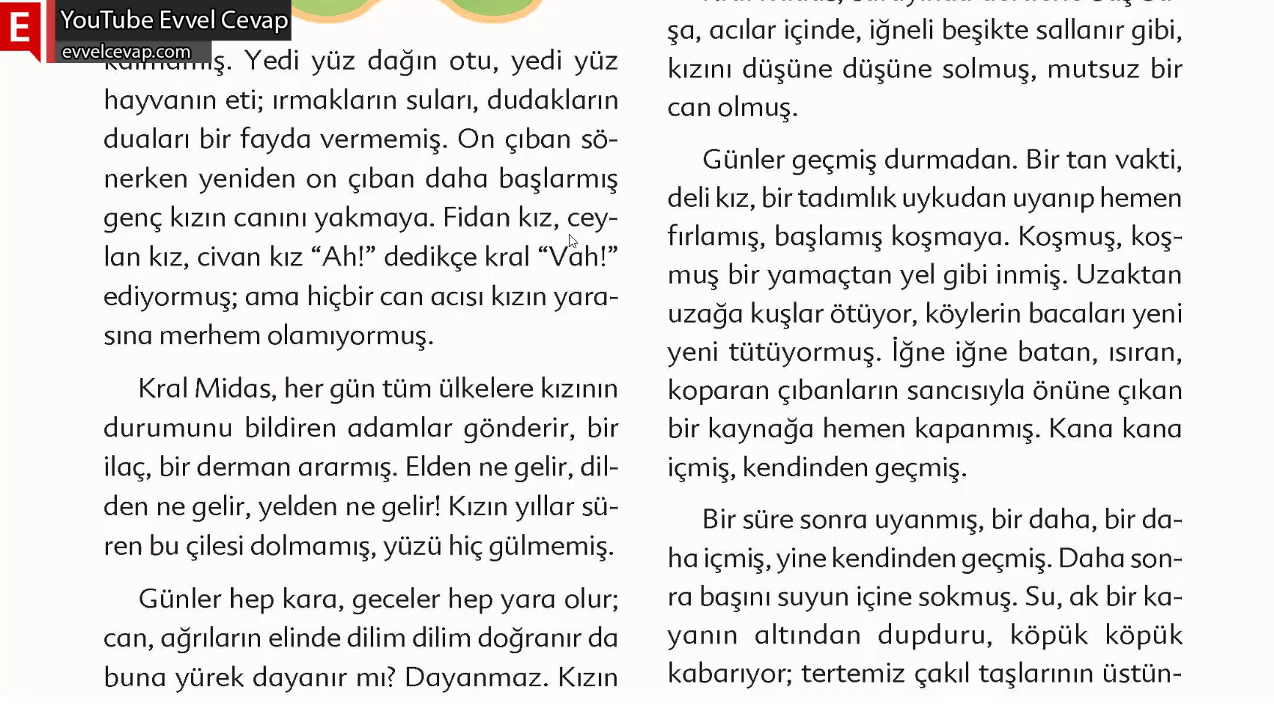 E
YouTube Evvel Cevap
evvelcevap.com
kalmamış. Yedi yüz dağın otu, yedi yüz
hayvanın eti; ırmakların suları, dudakların
duaları bir fayda vermemiş. On çıban sö-
nerken yeniden on çıban daha başlarmış
genç kızın canını yakmaya. Fidan kız, cey-
lan kız, civan kız “Ah!” dedikçe kral “Vah!”
ediyormuş; ama hiçbir can acısı kızın yara-
sına merhem olamıyormuş.
Kral Midas, her gün tüm ülkelere kızının
durumunu bildiren adamlar gönderir, bir
ilaç, bir derman ararmış. Elden ne gelir, dil-
den ne gelir, yelden ne gelir! Kızın yıllar sü-
ren bu çilesi dolmamış, yüzü hiç gülmemiş.
Günler hep kara, geceler hep yara olur;
can, ağrıların elinde dilim dilim doğranır da
buna yürek dayanır mı? Dayanmaz. Kızın
şa, acılar içinde, iğneli beşikte sallanır gibi,
kızını düşüne düşüne solmuş, mutsuz bir
can olmuş.
Günler geçmiş durmadan. Bir tan vakti,
deli kız, bir tadımlık uykudan uyanıp hemen
fırlamış, başlamış koşmaya. Koşmuş, koş-
muş bir yamaçtan yel gibi inmiş. Uzaktan
uzağa kuşlar ötüyor, köylerin bacaları yeni
yeni tütüyormuş. İğne iğne batan, ısıran,
koparan çıbanların sancısıyla önüne çıkan
bir kaynağa hemen kapanmış. Kana kana
içmiş, kendinden geçmiş.
Bir süre sonra uyanmış, bir daha, bir da-
ha içmiş, yine kendinden geçmiş. Daha son-
ra başını suyun içine sokmuş. Su, ak bir ka-
yanın altından dupduru, köpük köpük
kabarıyor; tertemiz çakıl taşlarının üstün-